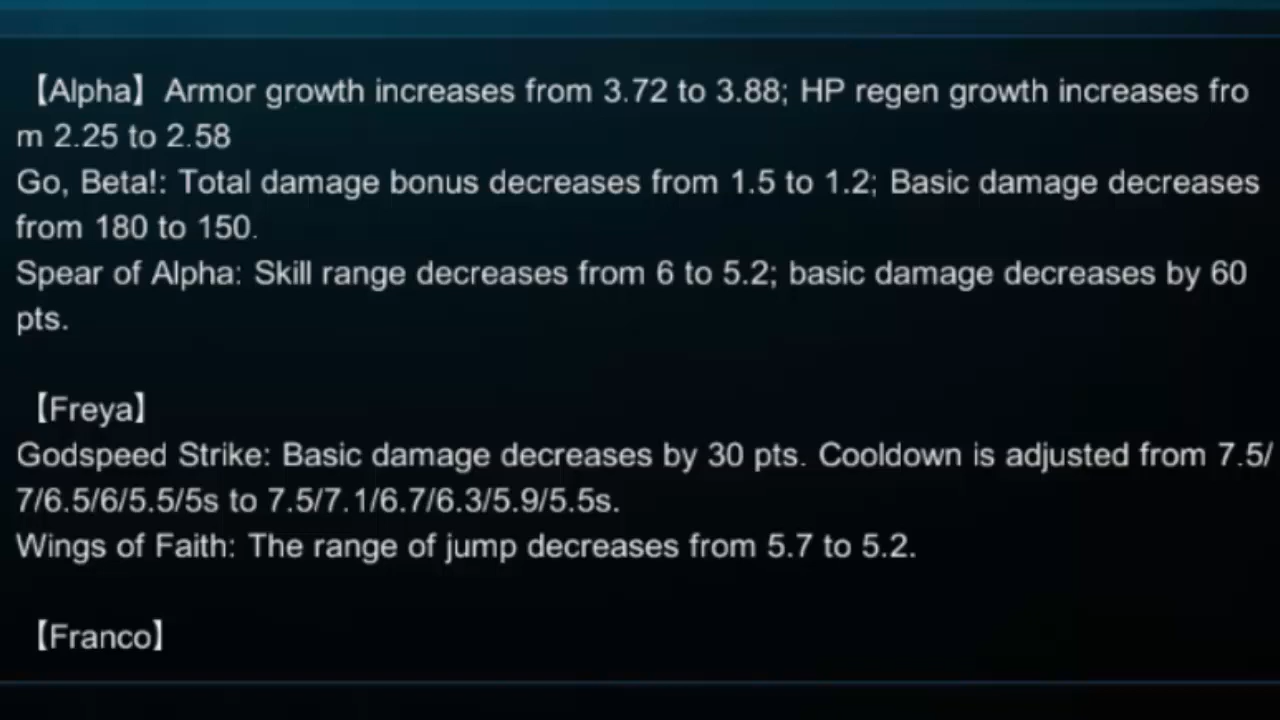 【Alpha】 Armor growth increases from 3.72 to 3.88; HP regen growth increases fro
m 2.25 to 2.58
Go, Beta!: Total damage bonus decreases from 1.5 to 1.2; Basic damage decreases
from 180 to 150.
Spear of Alpha: Skill range decreases from 6 to 5.2; basic damage decreases by 60
pts.
【Freya】
Godspeed Strike: Basic damage decreases by 30 pts. Cooldown is adjusted from 7.5/
7/6.5/6/5.5/5s to 7.5/7.1/6.7/6.3/5.9/5.5s.
Wings of Faith: The range of jump decreases from 5.7 to 5.2.
【Franco】